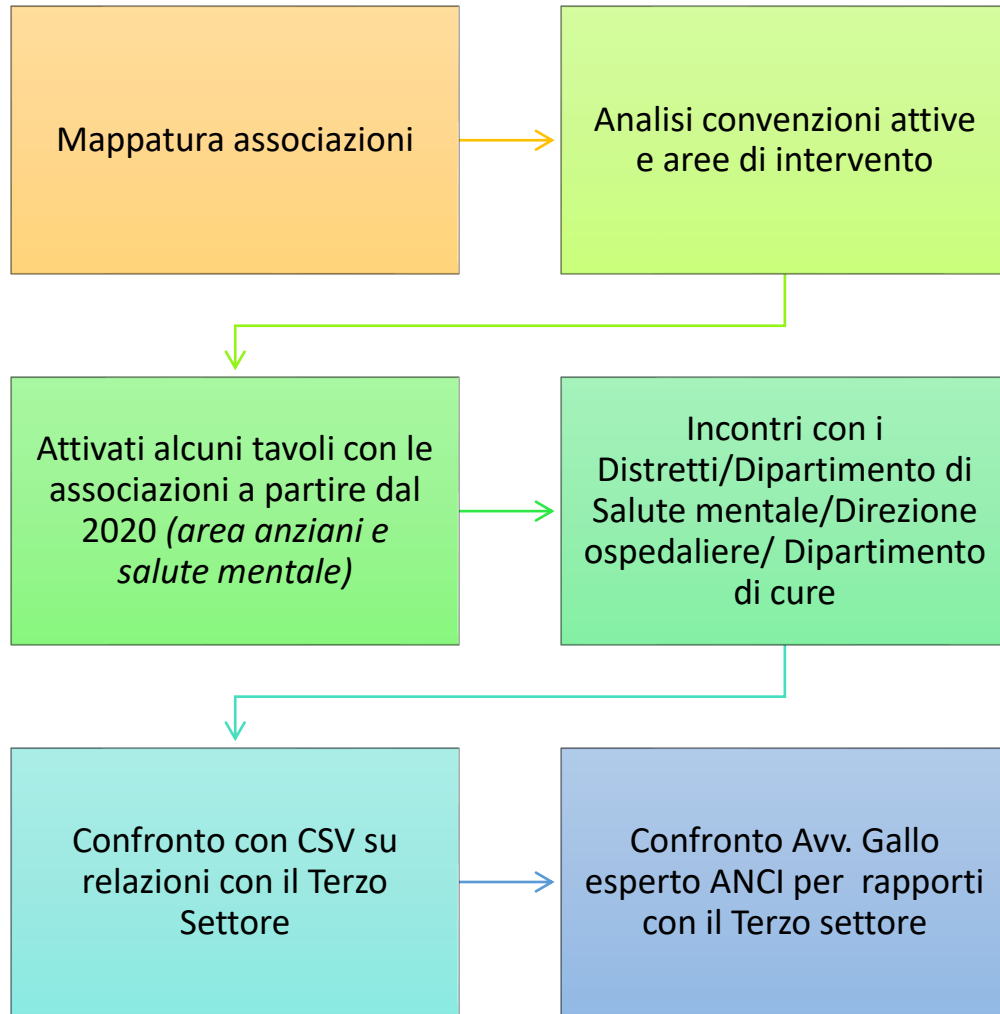 Mappatura associazioni
Analisi convenzioni attive
e aree di intervento
Attivati alcuni tavoli con le
associazioni a partire dal
2020 (area anziani e
salute mentale)
Incontri con i
Distretti/Dipartimento di
Salute mentale/Direzione
ospedaliere/ Dipartimento
di cure
Confronto con CSV su
relazioni con il Terzo
Settore
Confronto Avv. Gallo
esperto ANCI per  rapporti
con il Terzo settore